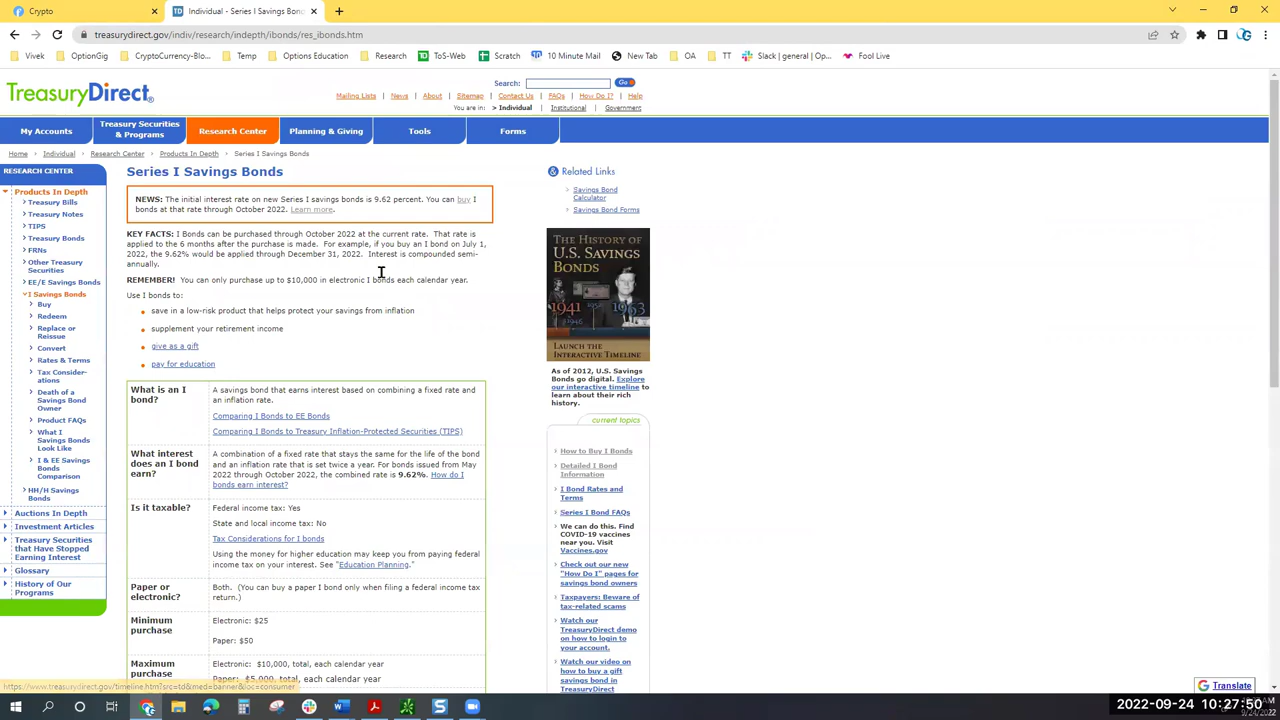 Crypto
Individual - Series I Savings Bonds
treasurydirect.gov/indiv/research/indepth/ibonds/res_ibonds.htm
Vivek
OptionGig
CryptoCurrency-Blo...
Temp
Options Education
Research
ToS-Web
Scratch
10 Minute Mail
New Tab
OA
TT
Slack | general | Op...
Fool Live
TreasuryDirect
Search:
Go
Mailing Lists
News
About
Sitemap
Contact Us
FAQs
How Do I?
Help
You are in:
> Individual
Institutional
Government
My Accounts
Treasury Securities
& Programs
Research Center
Planning & Giving
Tools
Forms
Home
Individual
Research Center
Products In Depth
Series I Savings Bonds
RESEARCH CENTER
Products In Depth
Treasury Bills
Treasury Notes
TIPS
Treasury Bonds
FRNs
Other Treasury
Securities
EE/E Savings Bonds
I Savings Bonds
Buy
Redeem
Replace or
Reissue
Convert
Rates & Terms
Tax Consider-
ations
Death of a
Savings Bond
Owner
Product FAQs
What I
Savings Bonds
Look Like
I & EE Savings
Bonds
Comparison
HH/H Savings
Bonds
Auctions In Depth
Investment Articles
Treasury Securities
that Have Stopped
Earning Interest
Glossary
History of Our
Programs
Series I Savings Bonds
NEWS: The initial interest rate on new Series I savings bonds is 9.62 percent. You can buy I
bonds at that rate through October 2022. Learn more.
KEY FACTS: I Bonds can be purchased through October 2022 at the current rate. That rate is
applied to the 6 months after the purchase is made. For example, if you buy an I bond on July 1,
2022, the 9.62% would be applied through December 31, 2022. Interest is compounded semi-
annually.
REMEMBER! You can only purchase up to $10,000 in electronic I bonds each calendar year.
Use I bonds to:
save in a low-risk product that helps protect your savings from inflation
supplement your retirement income
give as a gift
pay for education
What is an I
bond?
A savings bond that earns interest based on combining a fixed rate and
an inflation rate.
Comparing I Bonds to EE Bonds
Comparing I Bonds to Treasury Inflation-Protected Securities (TIPS)
What interest
does an I bond
earn?
A combination of a fixed rate that stays the same for the life of the bond
and an inflation rate that is set twice a year. For bonds issued from May
2022 through October 2022, the combined rate is 9.62%. How do I
bonds earn interest?
Is it taxable?
Federal income tax: Yes
State and local income tax: No
Tax Considerations for I bonds
Using the money for higher education may keep you from paying federal
income tax on your interest. See "Education Planning."
Paper or
electronic?
Both. (You can buy a paper I bond only when filing a federal income tax
return.)
Minimum
purchase
Electronic: $25
Paper: $50
Maximum
purchase
Electronic: $10,000, total, each calendar year
Paper: $5,000, total, each calendar year
Related Links
Savings Bond
Calculator
Savings Bond Forms
THE HISTORY OF
U.S. SAVINGS
BONDS
1941
1945
1963
LAUNCH THE
INTERACTIVE TIMELINE
As of 2012, U.S. Savings
Bonds go digital. Explore
our interactive timeline to
learn about their rich
history.
current topics
How to Buy I Bonds
Detailed I Bond
Information
I Bond Rates and
Terms
Series I Bond FAQs
We can do this. Find
COVID-19 vaccines
near you. Visit
Vaccines.gov
Check out our new
"How Do I" pages for
savings bond owners
Taxpayers: Beware of
tax-related scams
Watch our
TreasuryDirect demo
on how to login to
your account.
Watch our video on
how to buy a gift
savings bond in
TreasuryDirect
https://www.treasurydirect.gov/timeline.htm?src=td&med=banner&loc=consumer
Translate
2022-09-24 10:27:50
9/24/2022